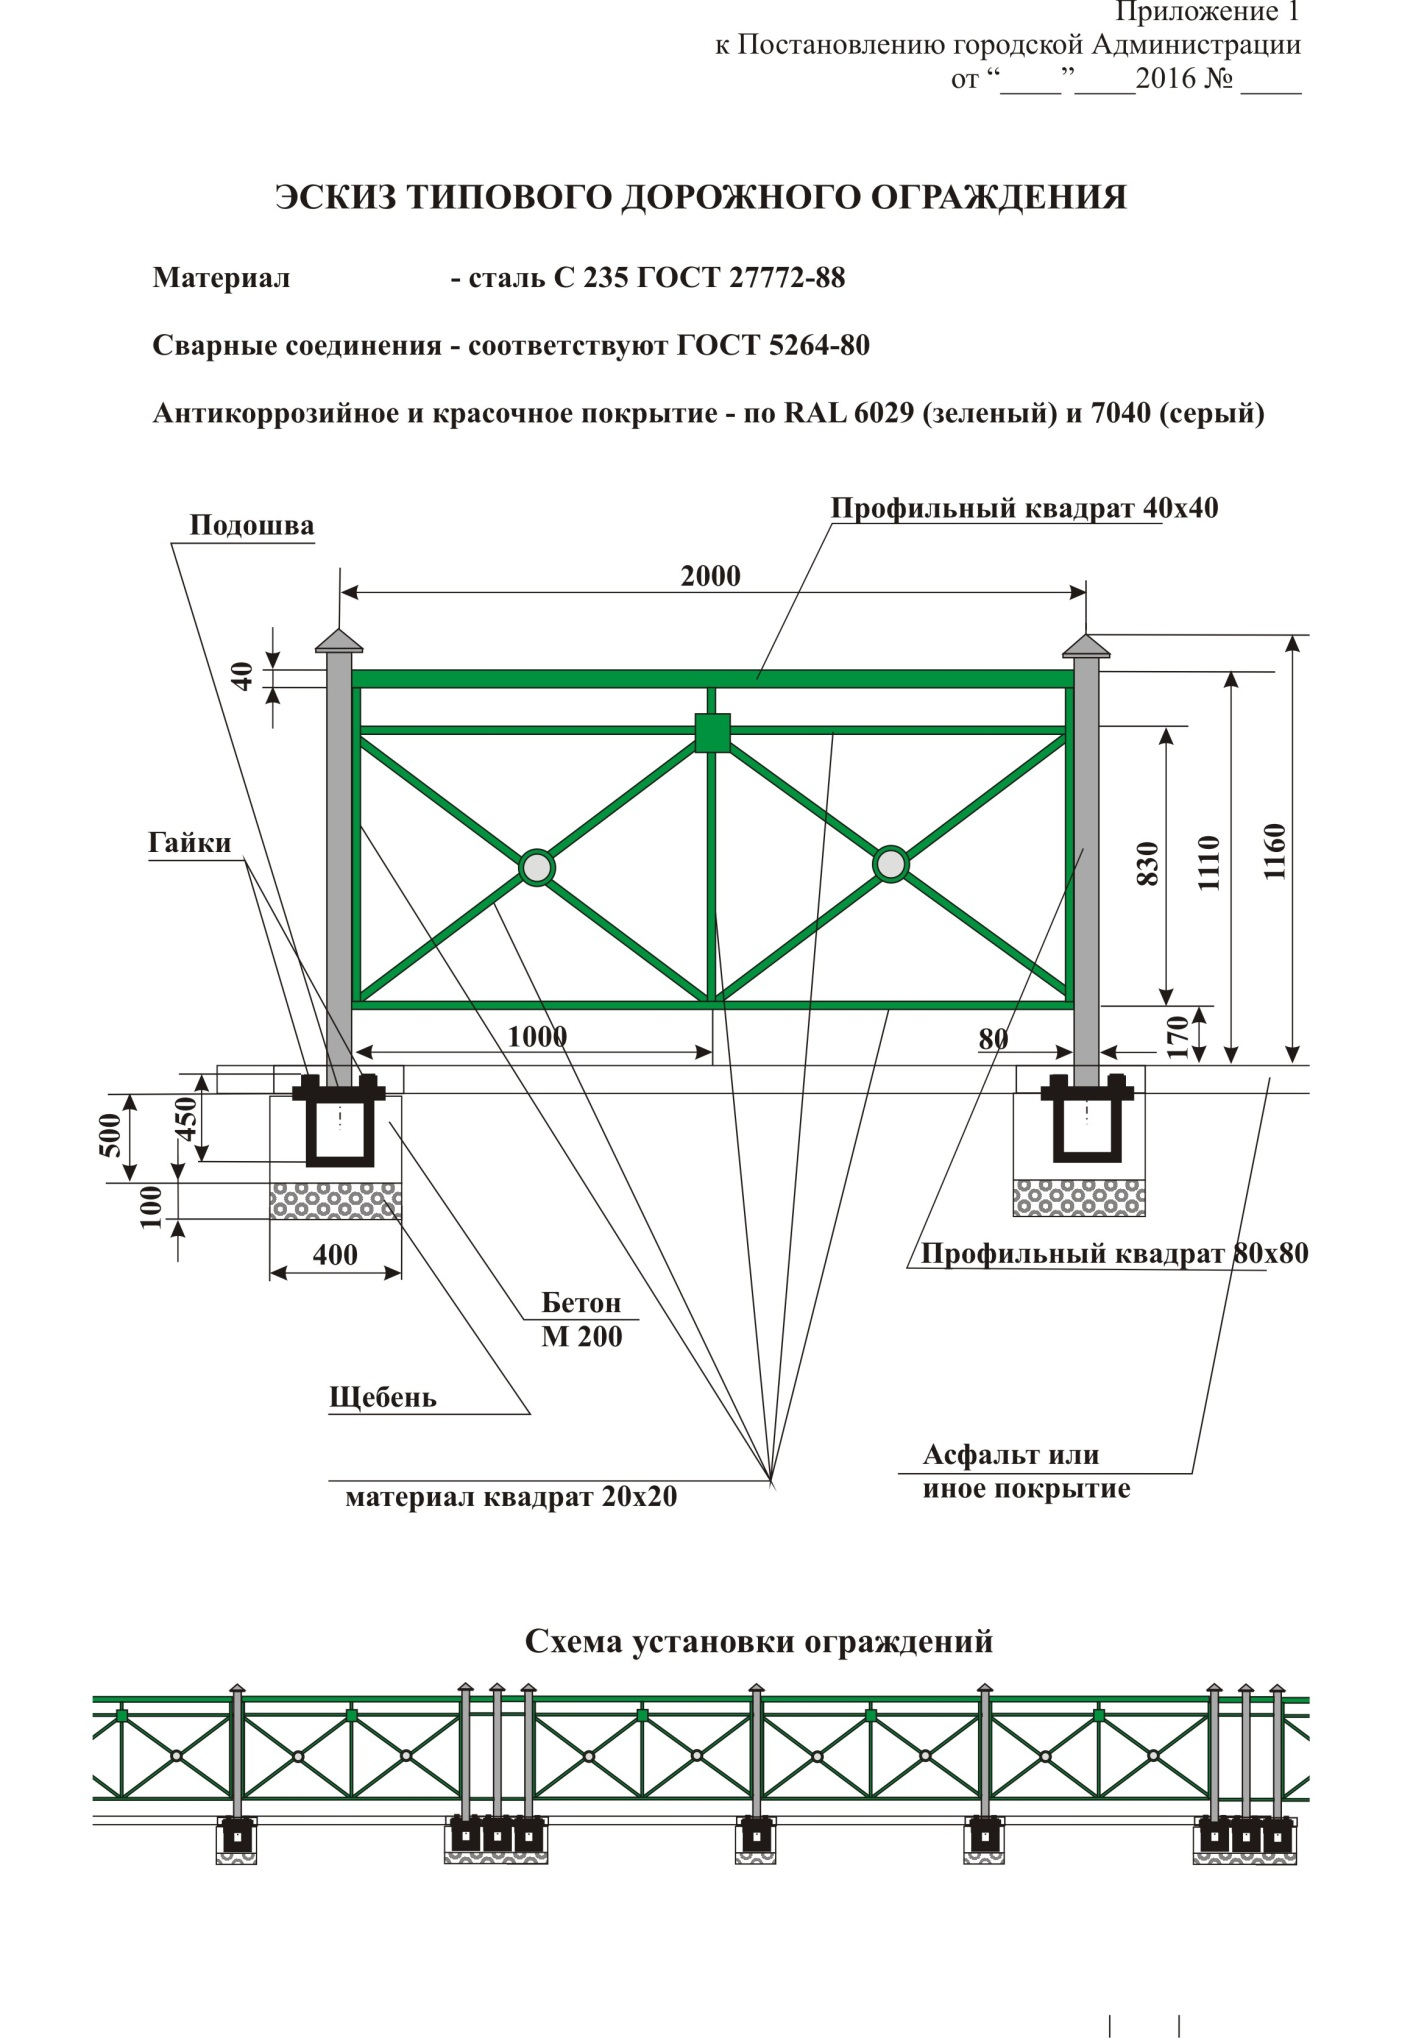 Приложение 1
к Постановлению городской Администрации
от “____”____2016 № ____
ЭСКИЗ ТИПОВОГО ДОРОЖНОГО ОГРАЖДЕНИЯ
Материал - сталь С 235 ГОСТ 27772-88
Сварные соединения - соответствуют ГОСТ 5264-80
Антикоррозийное и красочное покрытие - по RAL 6029 (зеленый) и 7040 (серый)
Профильный квадрат 40х40
Подошва
2000
40
Гайки
830
1110
1160
1000
80
170
500
450
100
400
Профильный квадрат 80х80
Бетон
М 200
Щебень
Асфальт или
иное покрытие
материал квадрат 20х20
Схема установки ограждений